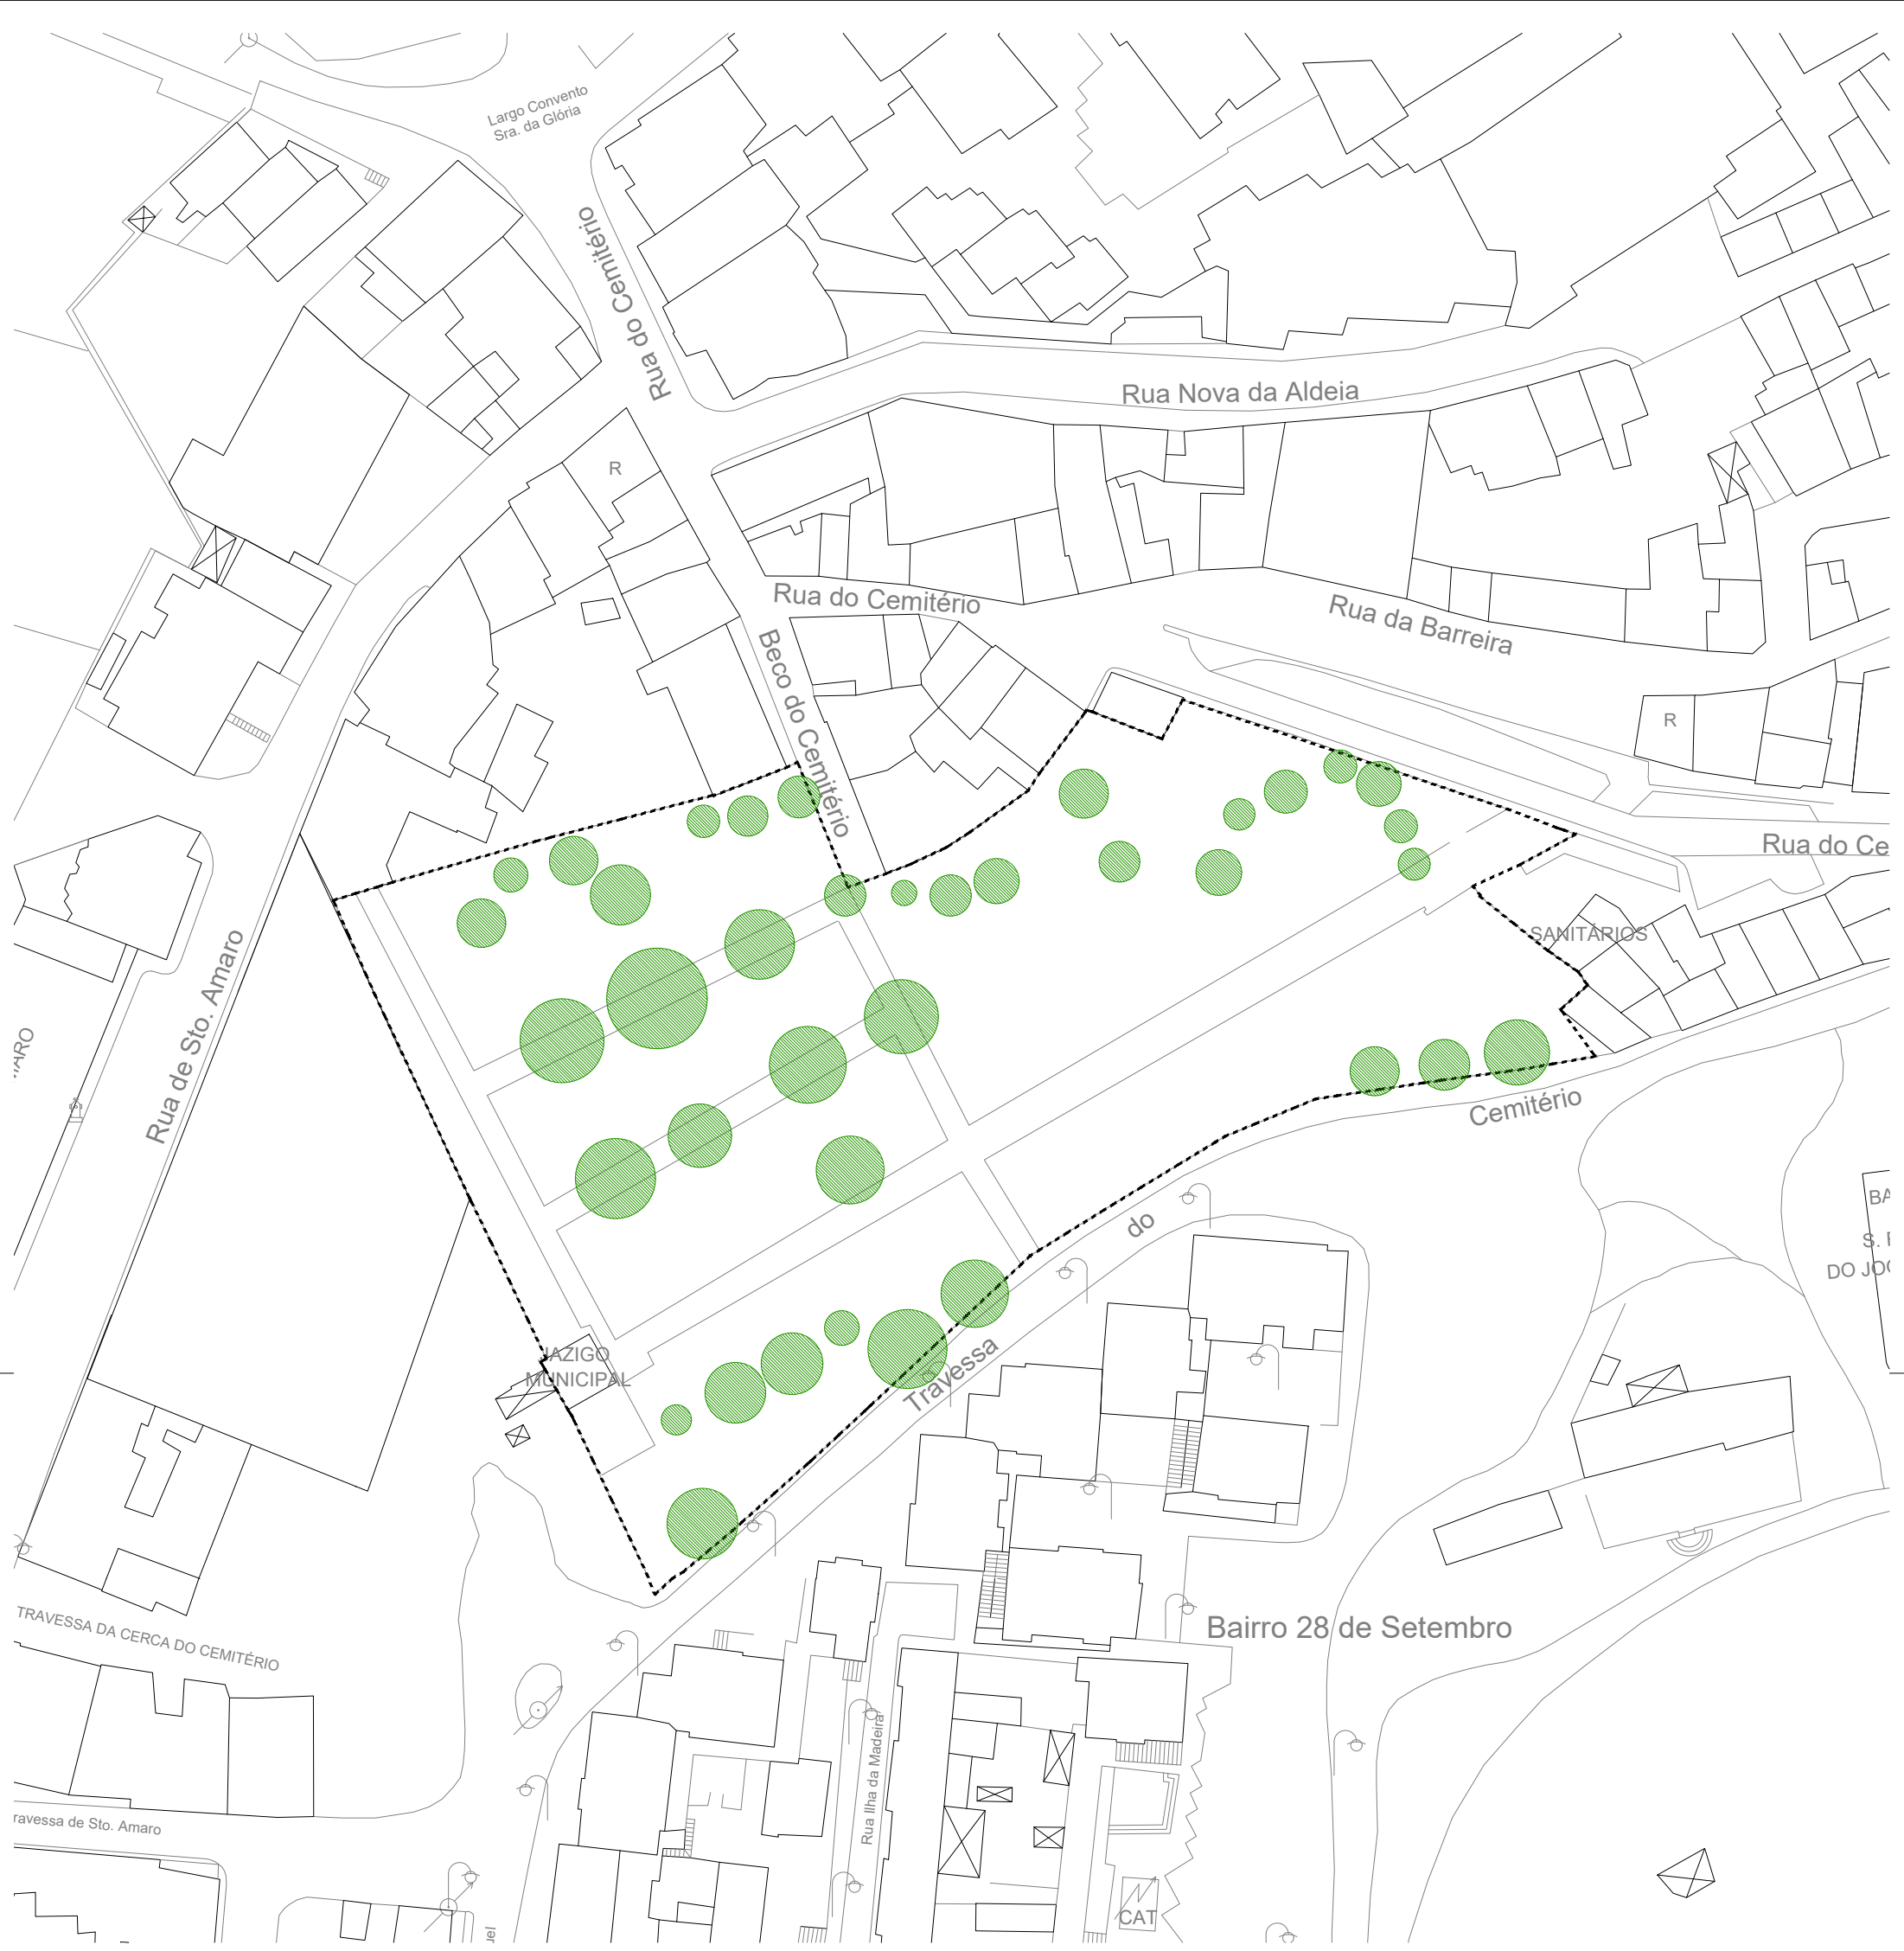 Largo Convento
Sra. da Glória
Rua do Cemitério
Rua Nova da Aldeia
R
Rua do Cemitério
Rua da Barreira
Beco do Cemitério
R
Rua do Ce
SANITÁRIOS
Rua de Sto. Amaro
Cemitério
do
Travessa
BA
S.
DO JOG
JAZIGO
MUNICIPAL
Bairro 28 de Setembro
TRAVESSA DA CERCA DO CEMITÉRIO
Rua Ilha da Madeira
ravessa de Sto. Amaro
CAT
uel